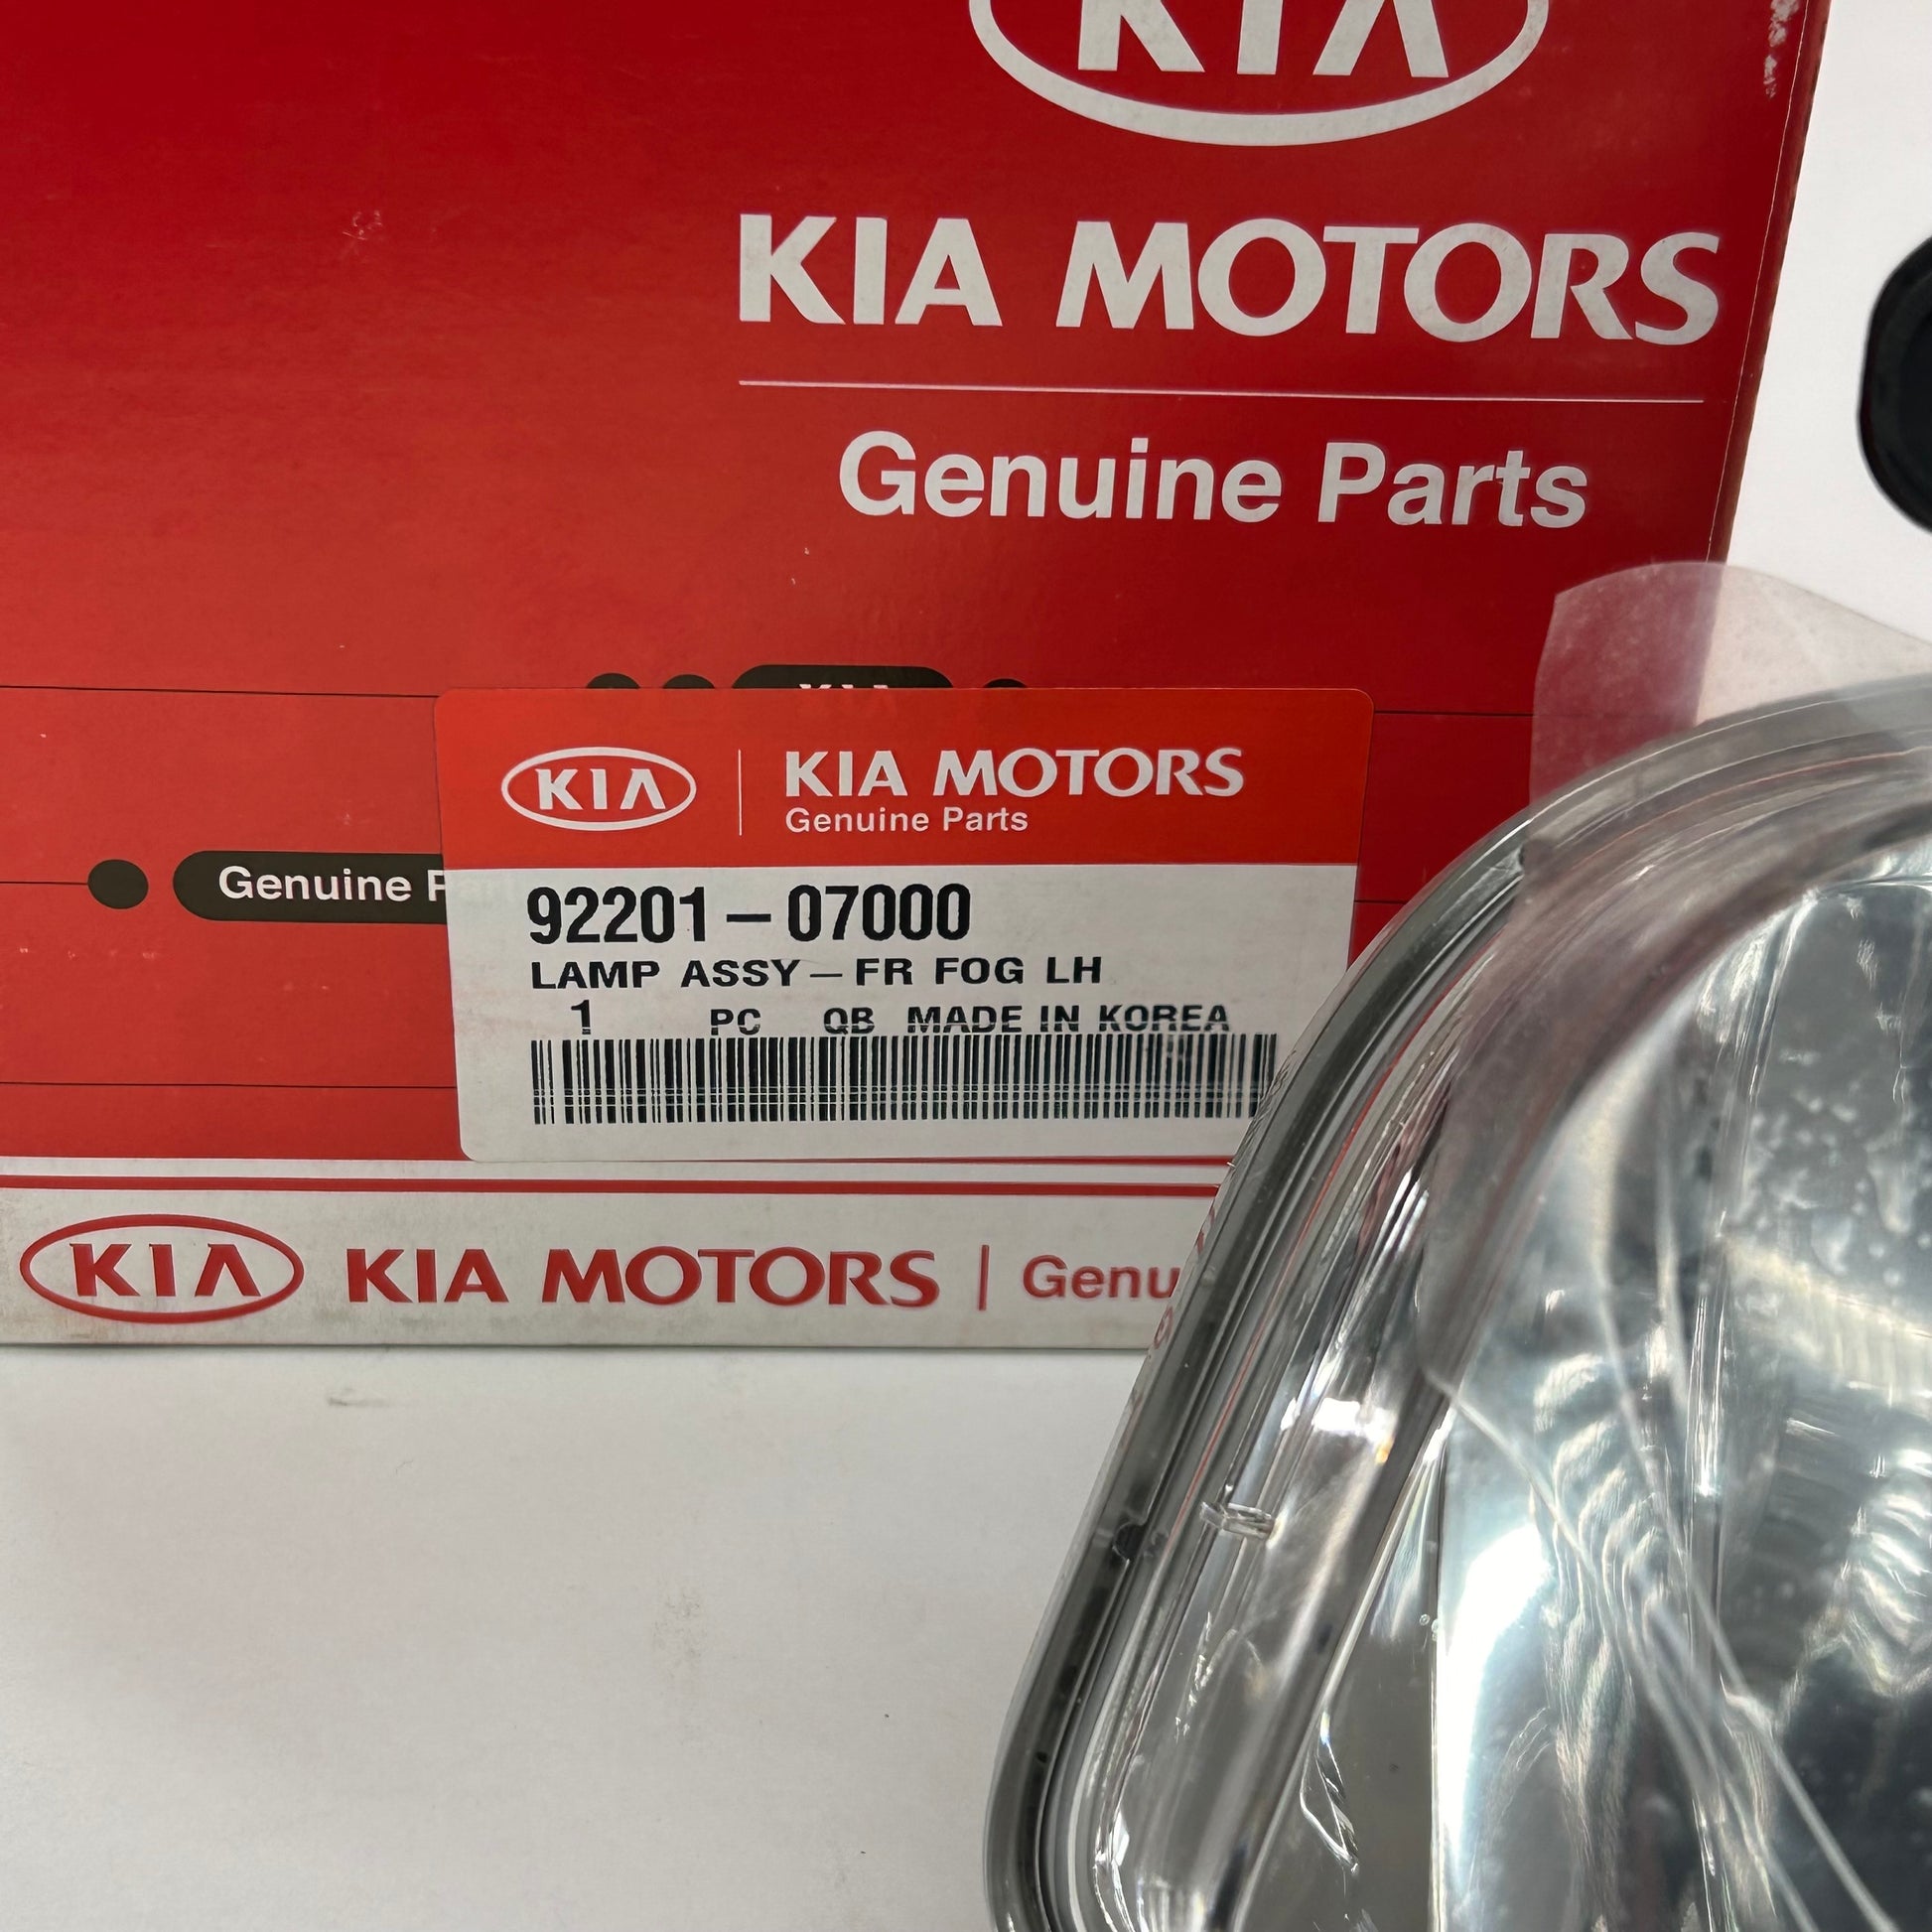 KIA
KIA MOTORS
Genuine Parts
KIA
KIA MOTORS
Genuine Parts
Genuine P
92201-07000
LAMP ASSY-FR FOG LH
1 PC QB MADE IN KOREA
KIA KIA MOTORS | Genu